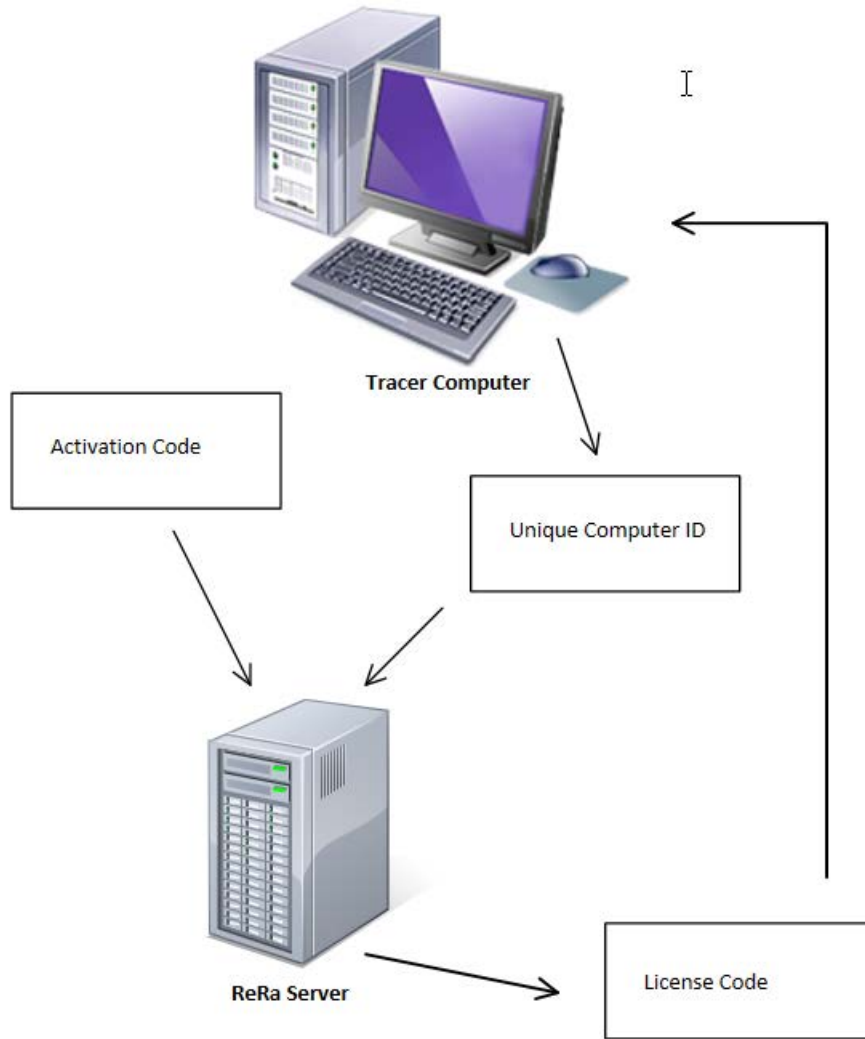 Tracer Computer
Activation Code
Unique Computer ID
ReRa Server
License Code